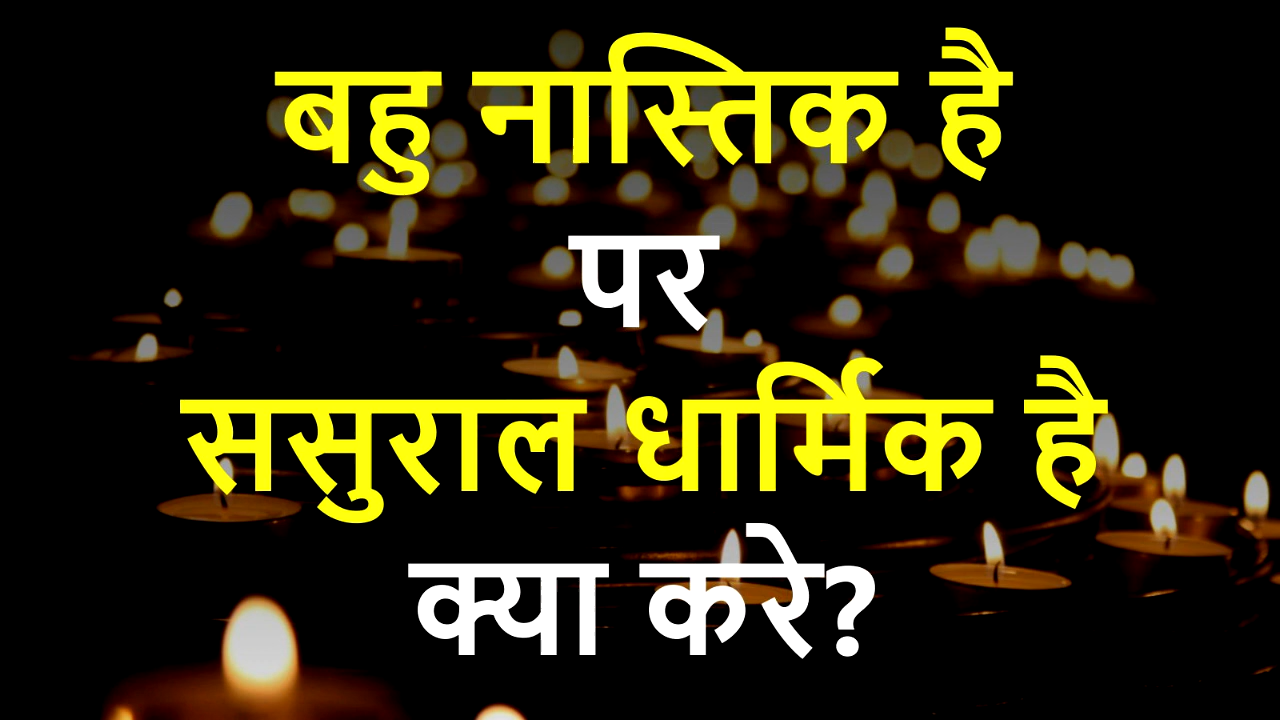 बहु नास्तिक है
पर
ससुराल धार्मिक है
क्या करे?